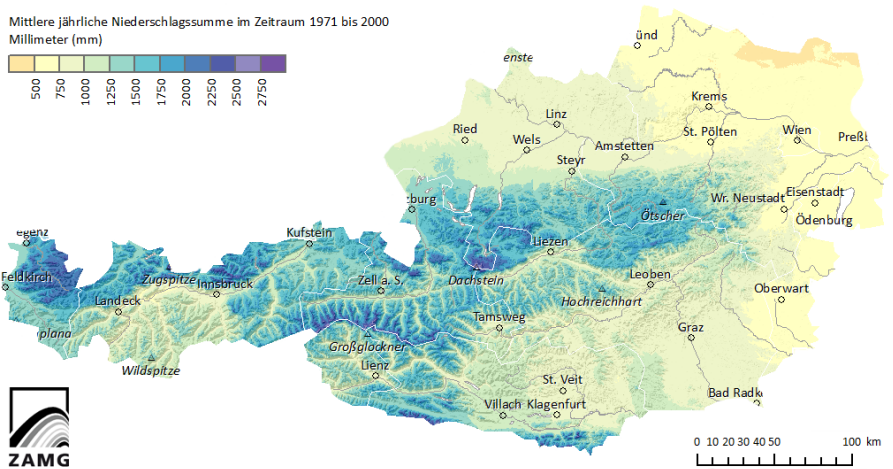 Mittlere jährliche Niederschlagssumme im Zeitraum 1971 bis 2000
Millimeter (mm)
500 750 1000 1250 1500 1750 2000 2250 2500 2750
ünd
enste
Krems
Linz
Ried
St. Pölten
Wien
Preßl
Wels
Amstetten
Steyr
zburg
Wr. Neustadt
Eisenstadt
Ötscher
Ödenburg
egenz
Kufstein
Liezen
Feldkirch
Zugspitze
Innsbruck
Zell a. S.
Dachstein
Leoben
Oberwart
Landeck
Hochreichhart
plana
Tamsweg
Graz
Großglockner
Wildspitze
Lienz
St. Veit
Bad Radk
Villach
Klagenfurt
0 10 20 30 40 50 100 km
ZAMG